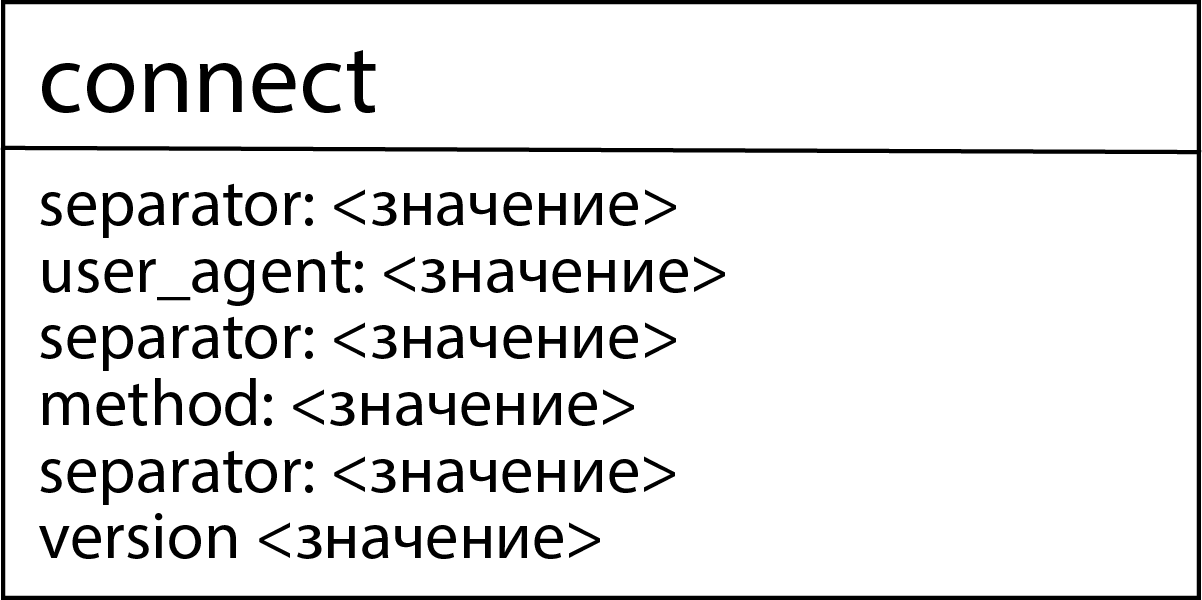 connect
separator: <значение>
user_agent: <значение>
separator: <значение>
method: <значение>
separator: <значение>
version <значение>